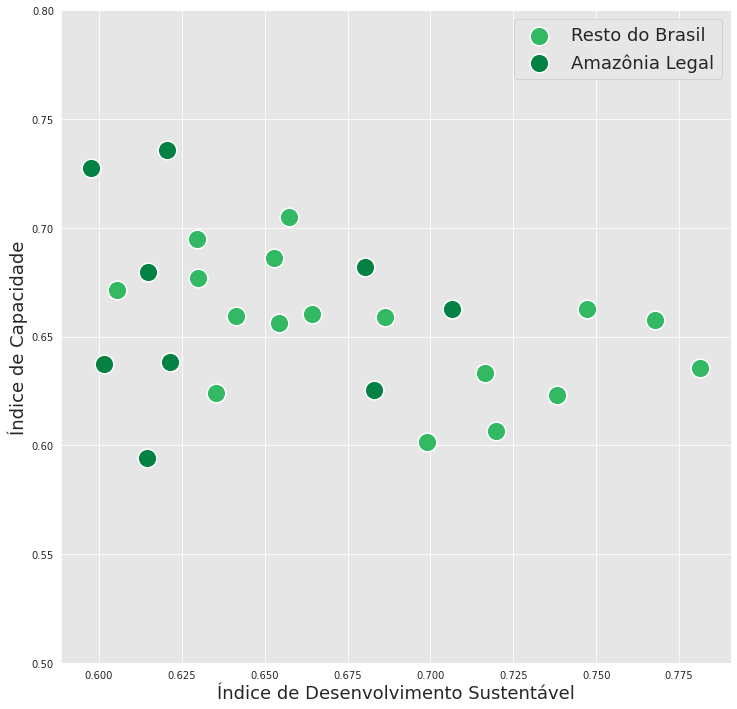 Resto do Brasil
Amazônia Legal
0.80
0.75
0.70
0.65
0.60
0.55
0.50
Índice de Capacidade
0.600 0.625 0.650 0.675 0.700 0.725 0.750 0.775
Índice de Desenvolvimento Sustentável